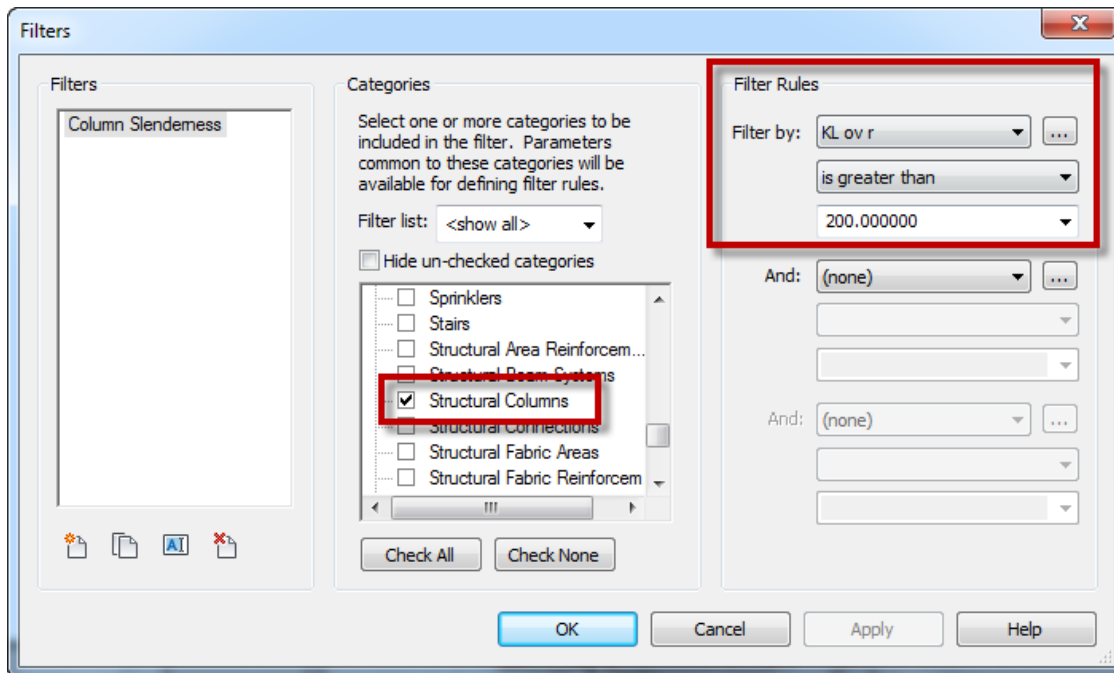 Filters
Filters
Column Slenderness
Categories
Select one or more categories to be
included in the filter. Parameters
common to these categories will be
available for defining filter rules.
Filter list: <show all>
Hide un-checked categories
Sprinklers
Stairs
Structural Area Reinforcem...
Structural Beam Systems
Structural Columns
Structural Connections
Structural Fabric Areas
Structural Fabric Reinforcem
Check All Check None
Filter Rules
Filter by: KL ov r ...
is greater than
200.000000
And: (none) ...
And: (none) ...
OK Cancel Apply Help